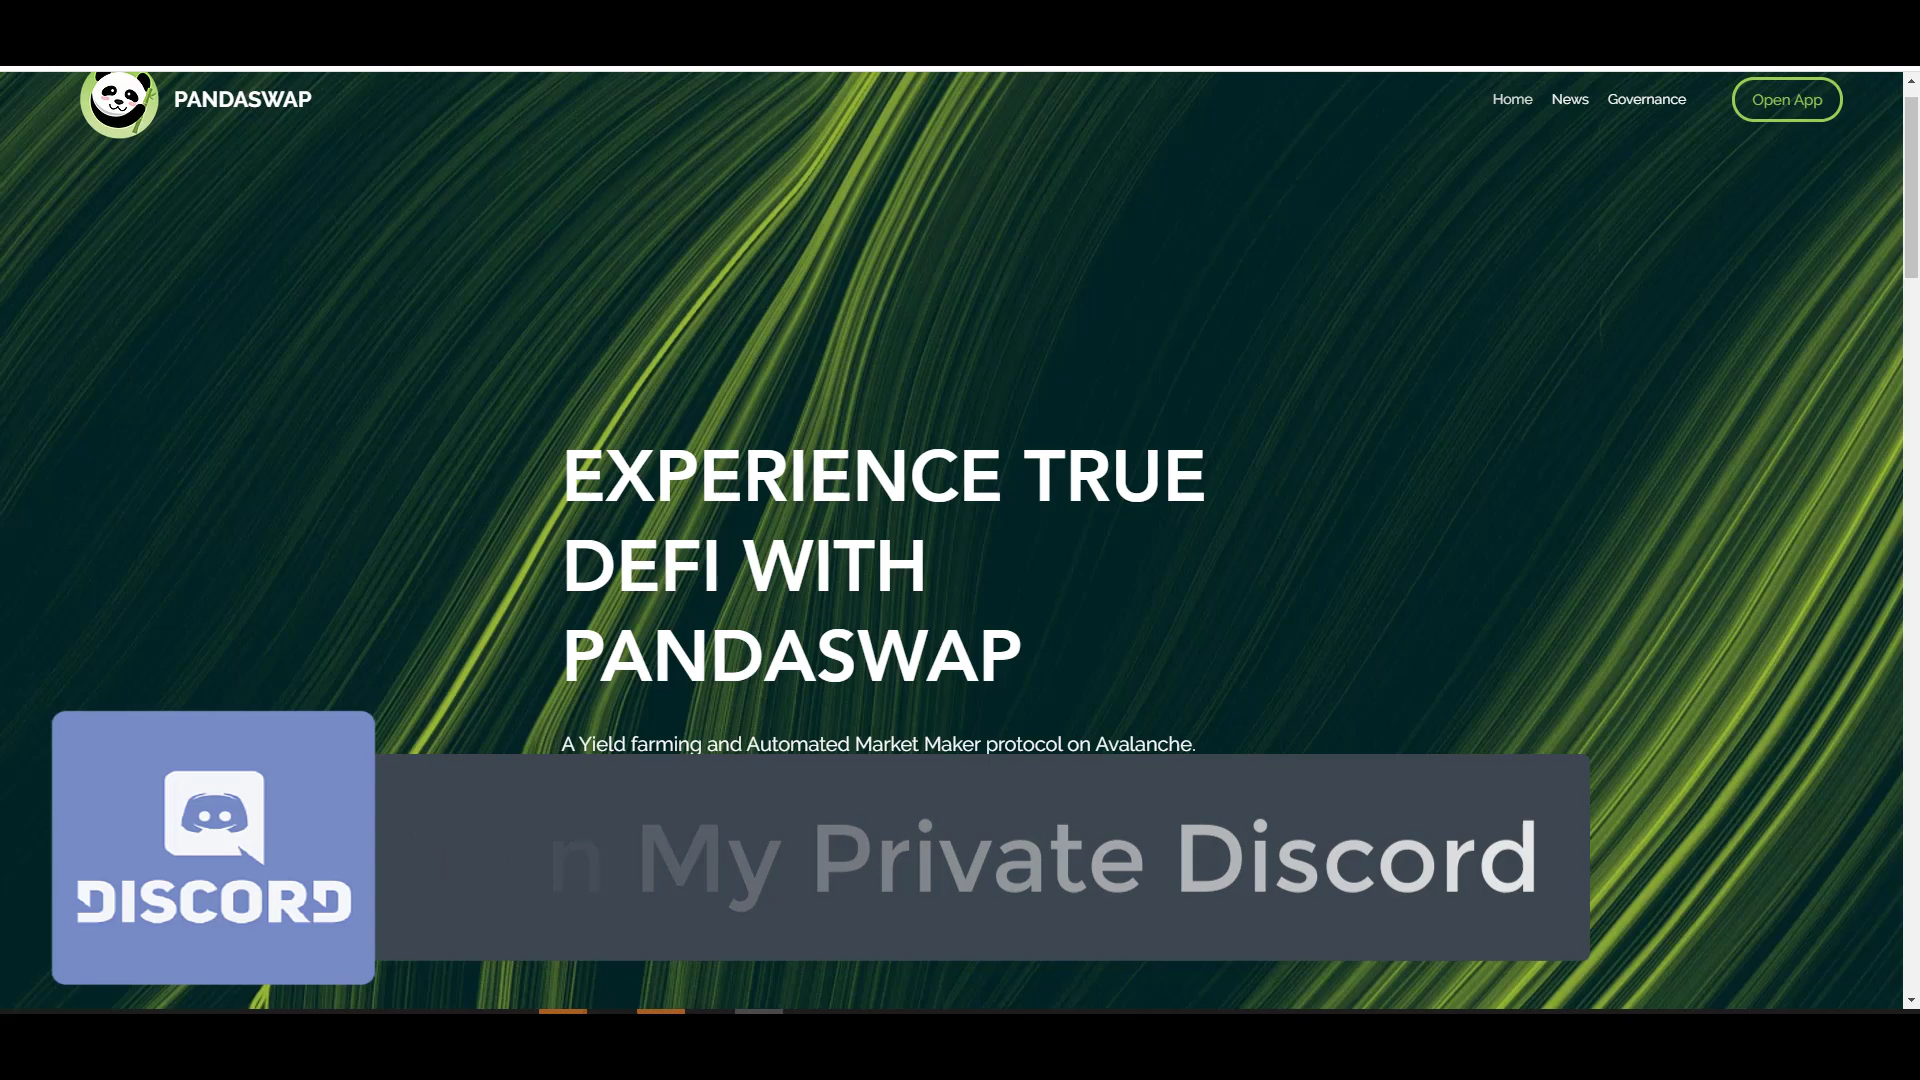 PANDASWAP
Home News Governance Open App
EXPERIENCE TRUE
DEFI WITH
PANDASWAP
A Yield farming and Automated Market Maker protocol on Avalanche.
DISCORD
n My Private Discord